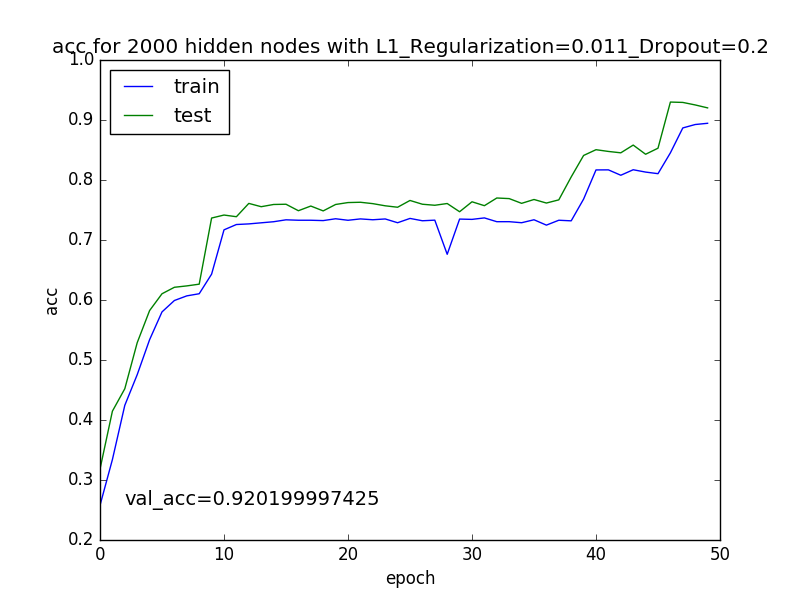 acc for 2000 hidden nodes with L1_Regularization=0.011_Dropout=0.2
1.0
0.9
0.8
0.7
0.6
0.5
0.4
0.3
0.2
acc
train
test
val_acc=0.920199997425
0 10 20 30 40 50
epoch